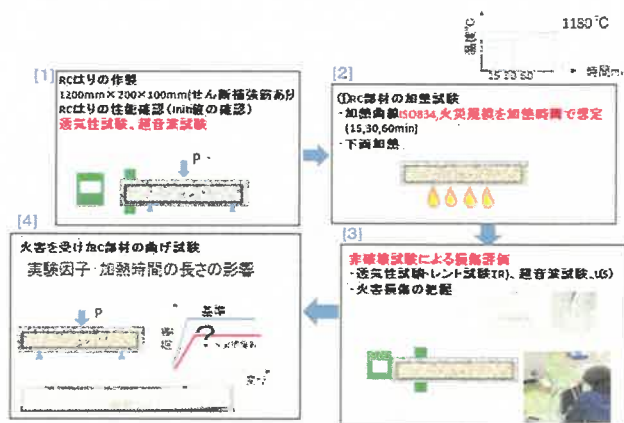 1180℃
温度℃
15 30 60
時間m
[1]
RCはりの作製
1200mm×200×100mm(せん断補強筋あり)
RCはりの性能確認(Init値の確認)
透気性試験、超音波試験
P
[2]
①RC部材の加熱試験
・加熱曲線ISO834,火災規模を加熱時間で想定
(15,30,60min)
・下面加熱
[3]
非破壊試験による損傷評価
・透気性試験トレント試験TR)、超音波試験、US)
・火害損傷の把握
[4]
火害を受けたC部材の曲げ試験
実験因子・加熱時間の長さの影響
P
荷重
?